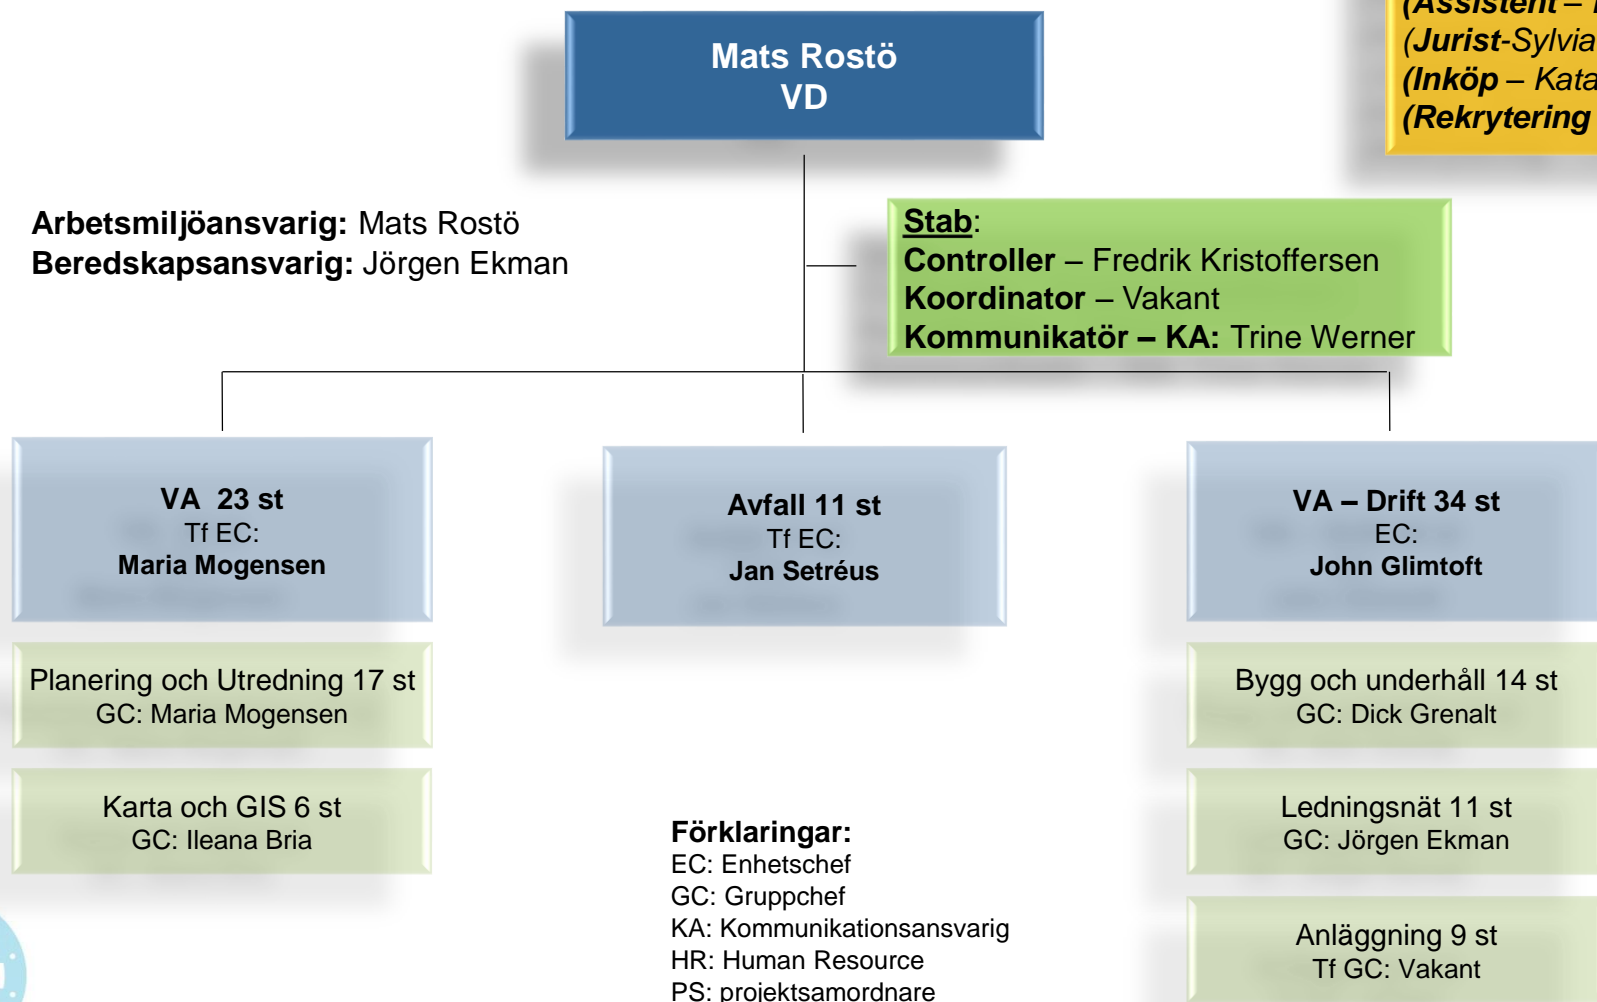 Mats Rostö
VD
(Assistent –
(Jurist-Sylvia
(Inköp –
(Rekrytering
Arbetsmiljöansvarig: Mats Rostö
Beredskapsansvarig: Jörgen Ekman
Stab:
Controller – Fredrik Kristoffersen
Koordinator – Vakant
Kommunikatör – KA: Trine Werner
VA 23 st
Tf EC:
Maria Mogensen
Avfall 11 st
Tf EC:
Jan Setréus
VA – Drift 34 st
EC:
John Glimtoft
Planering och Utredning 17 st
GC: Maria Mogensen
Karta och GIS 6 st
GC: Ileana Bria
Bygg och underhåll 14 st
GC: Dick Grenalt
Ledningsnät 11 st
GC: Jörgen Ekman
Anläggning 9 st
Tf GC: Vakant
Förklaringar:
EC: Enhetschef
GC: Gruppchef
KA: Kommunikationsansvarig
HR: Human Resource
PS: projektsamordnare